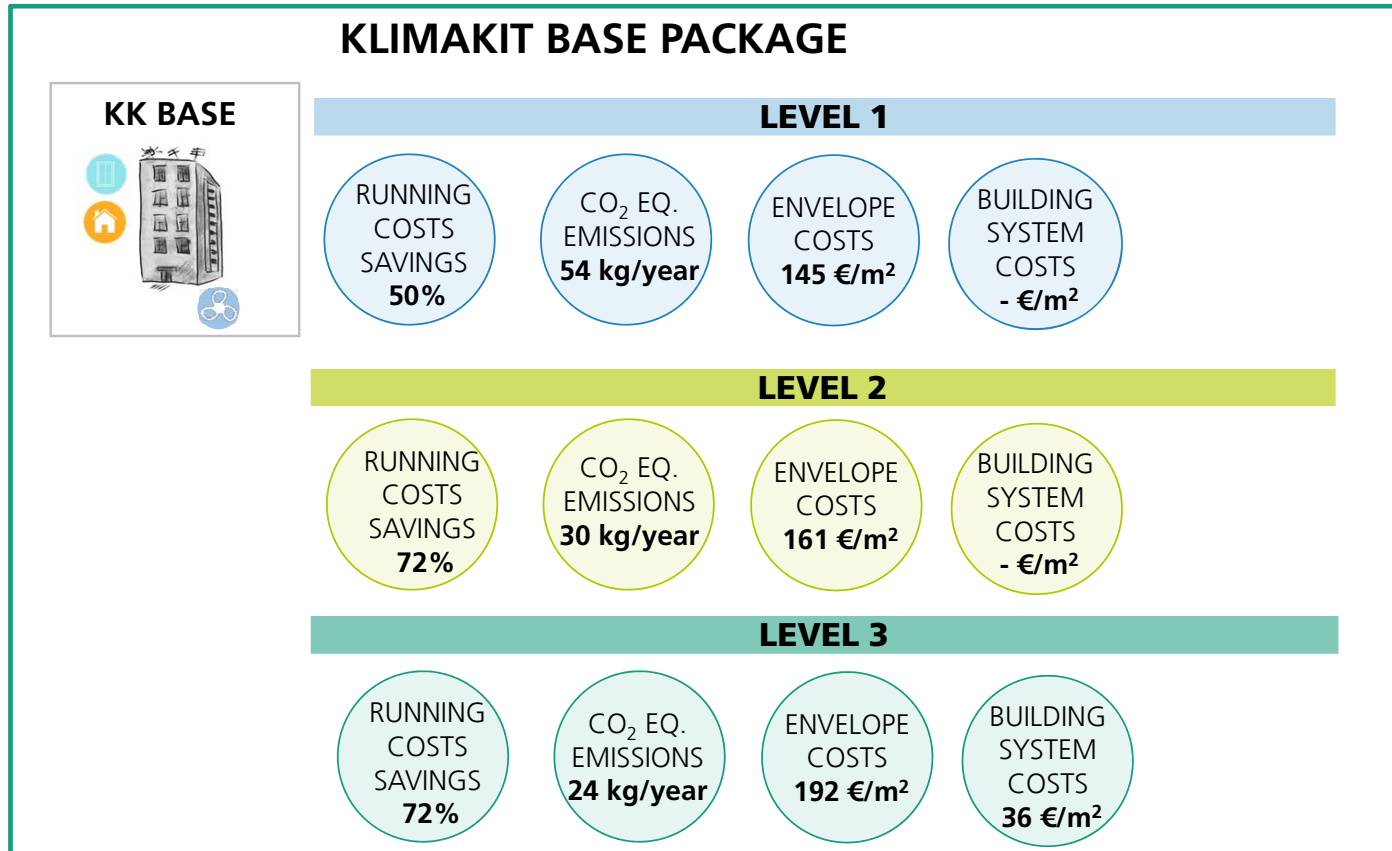 KLIMAKIT BASE PACKAGE
KK BASE
LEVEL 1
RUNNING
COSTS
SAVINGS
50%
CO₂ EQ.
EMISSIONS
54 kg/year
ENVELOPE
COSTS
145 €/m²
BUILDING
SYSTEM
COSTS
- €/m²
LEVEL 2
RUNNING
COSTS
SAVINGS
72%
CO₂ EQ.
EMISSIONS
30 kg/year
ENVELOPE
COSTS
161 €/m²
BUILDING
SYSTEM
COSTS
- €/m²
LEVEL 3
RUNNING
COSTS
SAVINGS
72%
CO₂ EQ.
EMISSIONS
24 kg/year
ENVELOPE
COSTS
192 €/m²
BUILDING
SYSTEM
COSTS
36 €/m²